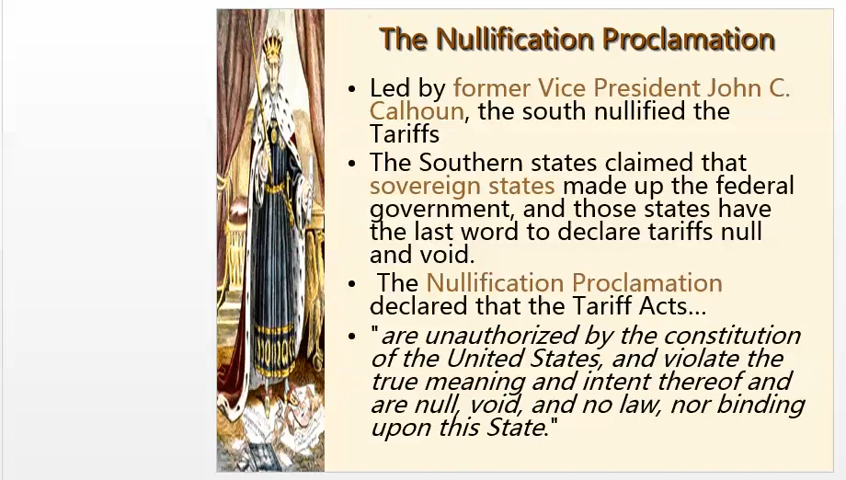 The Nullification Proclamation
• Led by former Vice President John C.
Calhoun, the south nullified the
Tariffs
• The Southern states claimed that
sovereign states made up the federal
government, and those states have
the last word to declare tariffs null
and void.
• The Nullification Proclamation
declared that the Tariff Acts...
• "are unauthorized by the constitution
of the United States, and violate the
true meaning and intent thereof and
are null, void, and no law, nor binding
upon this State."